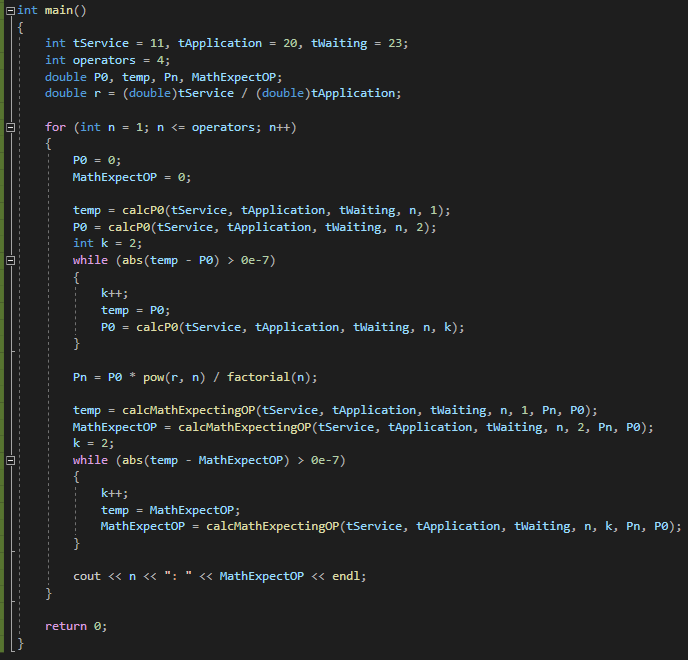 int main()
{
    int tService = 11, tApplication = 20, tWaiting = 23;
    int operators = 4;
    double P0, temp, Pn, MathExpectOP;
    double r = (double)tService / (double)tApplication;

    for (int n = 1; n <= operators; n++)
    {
        P0 = 0;
        MathExpectOP = 0;

        temp = calcP0(tService, tApplication, tWaiting, n, 1);
        P0 = calcP0(tService, tApplication, tWaiting, n, 2);
        int k = 2;
        while (abs(temp - P0) > 0e-7)
        {
            k++;
            temp = P0;
            P0 = calcP0(tService, tApplication, tWaiting, n, k);
        }

        Pn = P0 * pow(r, n) / factorial(n);

        temp = calcMathExpectingOP(tService, tApplication, tWaiting, n, 1, Pn, P0);
        MathExpectOP = calcMathExpectingOP(tService, tApplication, tWaiting, n, 2, Pn, P0);
        k = 2;
        while (abs(temp - MathExpectOP) > 0e-7)
        {
            k++;
            temp = MathExpectOP;
            MathExpectOP = calcMathExpectingOP(tService, tApplication, tWaiting, n, k, Pn, P0);
        }

        cout << n << ": " << MathExpectOP << endl;
    }

    return 0;
}